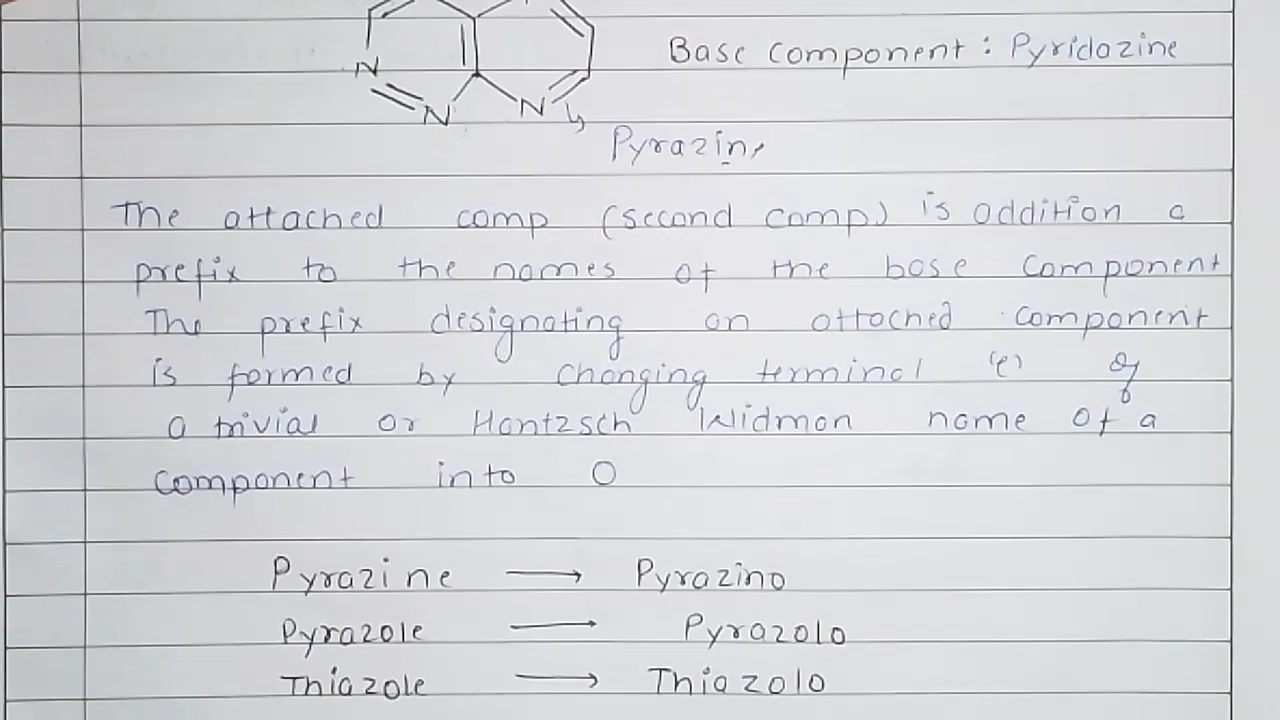 Base component : Pyridazine
N
N
N
Pyrazin
The attached comp (second comp) is addition a
prefix to the names of the base component
The prefix designating an attached component
is formed by changing terminal (e) of
a trivial or Hantzsch Widman name of a
component into O
Pyrazine → Pyrazino
Pyrazole → Pyrazolo
Thiazole → Thiazolo